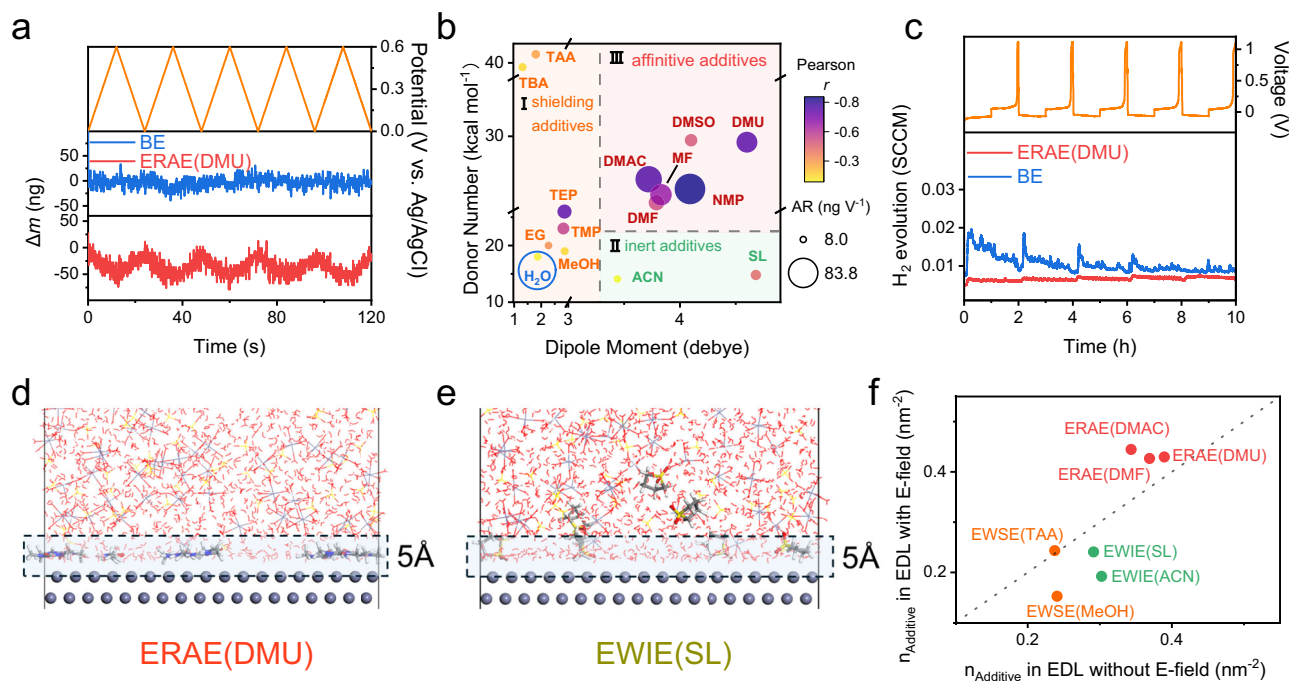 a
Potential (V vs. Ag/AgCl)
0.6
0.3
0.0
BE
ERAE(DMU)
Δm (ng)
50
0
-50
0
-50
0 40 80 120
Time (s)
b
Donor Number (kcal mol⁻¹)
40
30
20
10
TAA
TBA
I shielding
additives
III affinitive additives
DMSO
DMU
DMAC
MF
NMP
DMF
TEP
TMP
EG
MeOH
H₂O
II inert additives
ACN
SL
1 2 3 4
Dipole Moment (debye)
Pearson
r
-0.8
-0.6
-0.3
AR (ng V⁻¹)
8.0
83.8
c
Voltage (V)
1
0
ERAE(DMU)
BE
H₂ evolution (SCCM)
0.03
0.02
0.01
0 2 4 6 8 10
Time (h)
d
5Å
ERAE(DMU)
e
5Å
EWIE(SL)
f
n_Additive in EDL with E-field (nm⁻²)
0.4
0.2
ERAE(DMAC)
ERAE(DMU)
ERAE(DMF)
EWSE(TAA)
EWIE(SL)
EWIE(ACN)
EWSE(MeOH)
0.2 0.4
n_Additive in EDL without E-field (nm⁻²)